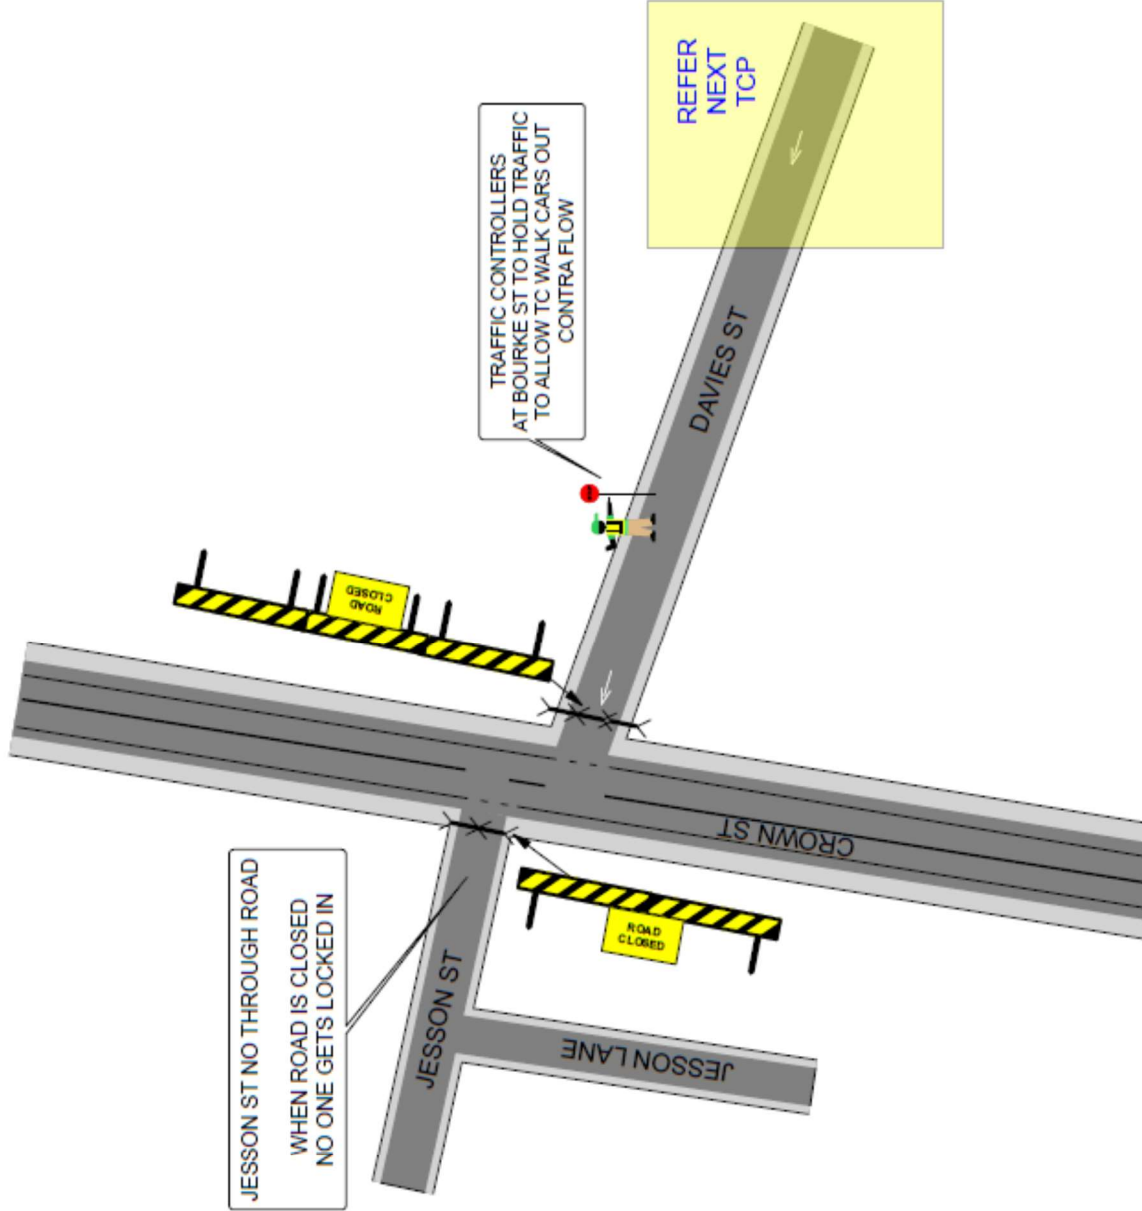 REFER
NEXT
TCP
TRAFFIC CONTROLLERS
AT BOURKE ST TO HOLD TRAFFIC
TO ALLOW TC WALK CARS OUT
CONTRA FLOW
DAVIES ST
ROAD
CLOSED
CROWN ST
JESSON ST NO THROUGH ROAD
WHEN ROAD IS CLOSED
NO ONE GETS LOCKED IN
ROAD
CLOSED
JESSON ST
JESSON LANE